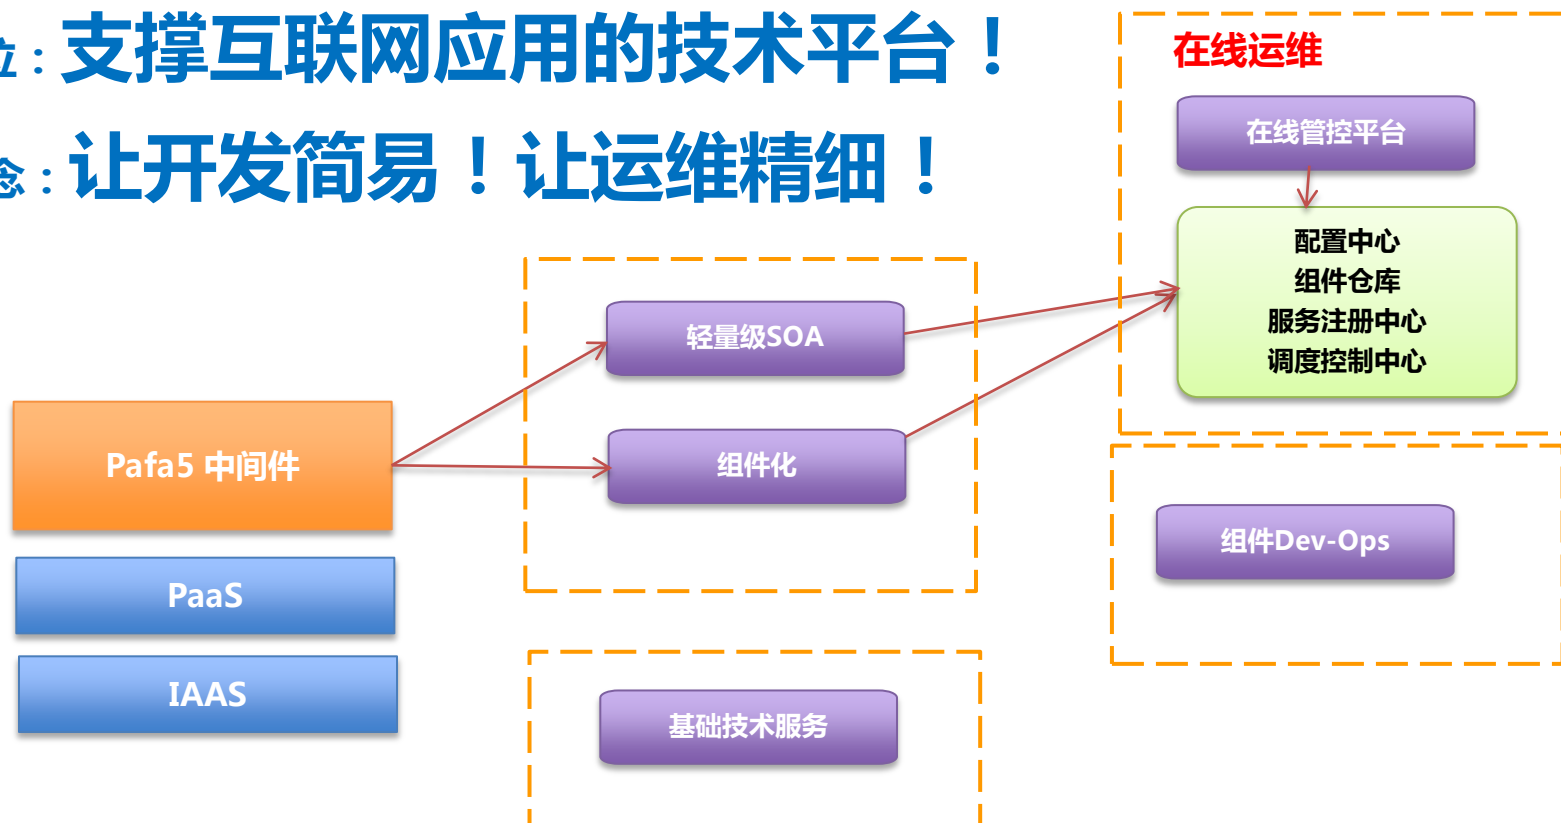 位：支撑互联网应用的技术平台！
念：让开发简易！让运维精细！
在线运维
在线管控平台
配置中心
组件仓库
服务注册中心
调度控制中心
轻量级SOA
组件化
Pafa5 中间件
PaaS
IAAS
组件Dev-Ops
基础技术服务